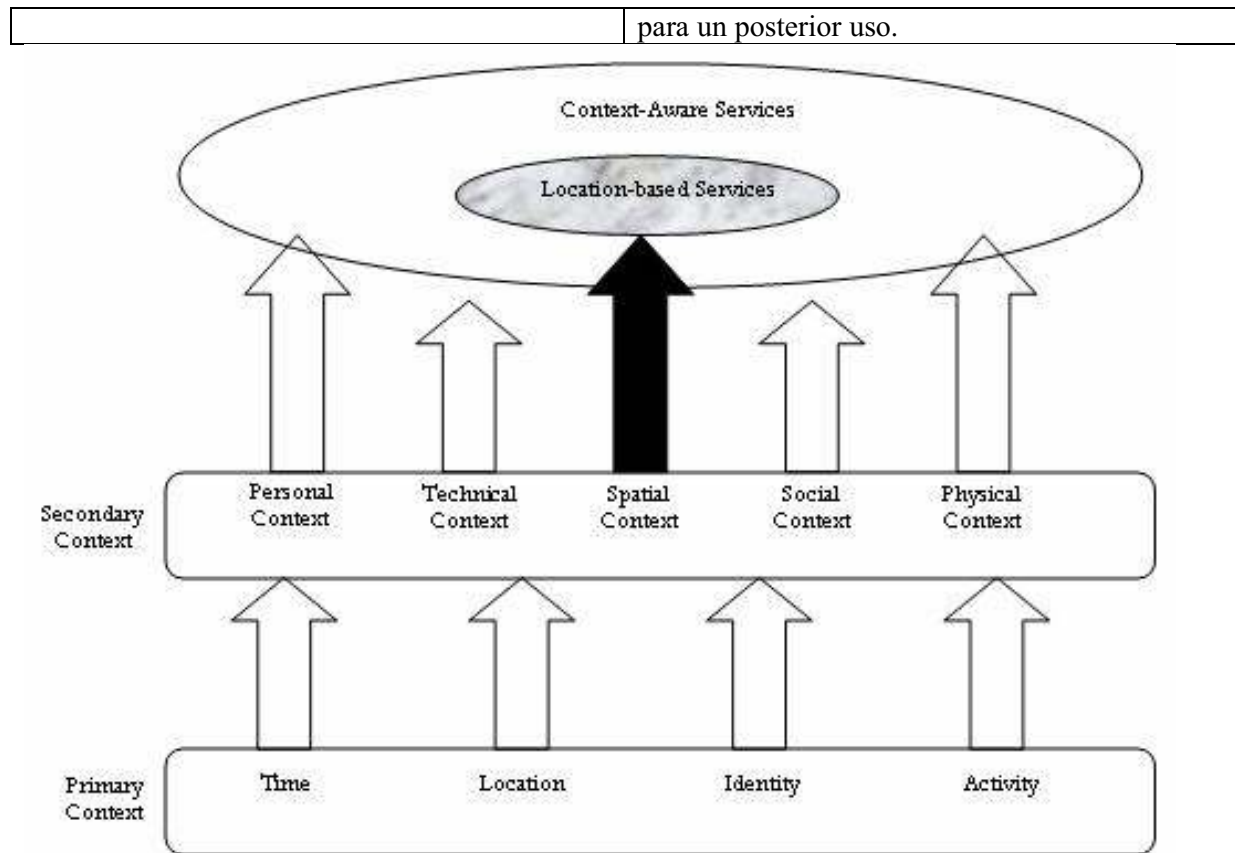 para un posterior uso.
Context-Aware Services
Location-based Services
Personal
Context
Technical
Context
Spatial
Context
Social
Context
Physical
Context
Secondary
Context
Time
Location
Identity
Activity
Primary
Context